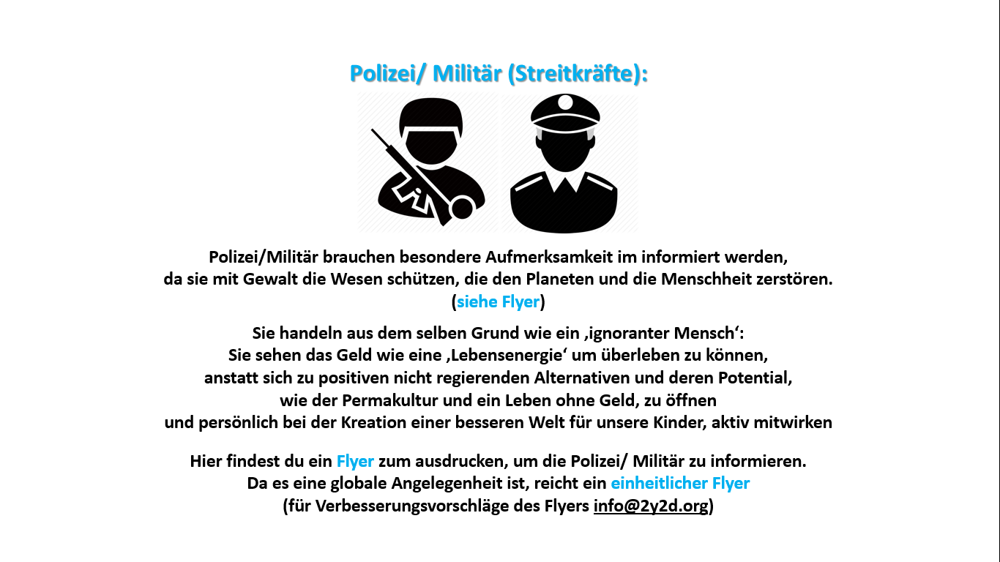 Polizei/ Militär (Streitkräfte):
Polizei/Militär brauchen besondere Aufmerksamkeit im informiert werden,
da sie mit Gewalt die Wesen schützen, die den Planeten und die Menschheit zerstören.
(siehe Flyer)
Sie handeln aus dem selben Grund wie ein ‚ignoranter Mensch‘:
Sie sehen das Geld wie eine ‚Lebensenergie‘ um überleben zu können,
anstatt sich zu positiven nicht regierenden Alternativen und deren Potential,
wie der Permakultur und ein Leben ohne Geld, zu öffnen
und persönlich bei der Kreation einer besseren Welt für unsere Kinder, aktiv mitwirken
Hier findest du ein Flyer zum ausdrucken, um die Polizei/ Militär zu informieren.
Da es eine globale Angelegenheit ist, reicht ein einheitlicher Flyer
(für Verbesserungsvorschläge des Flyers info@2y2d.org)